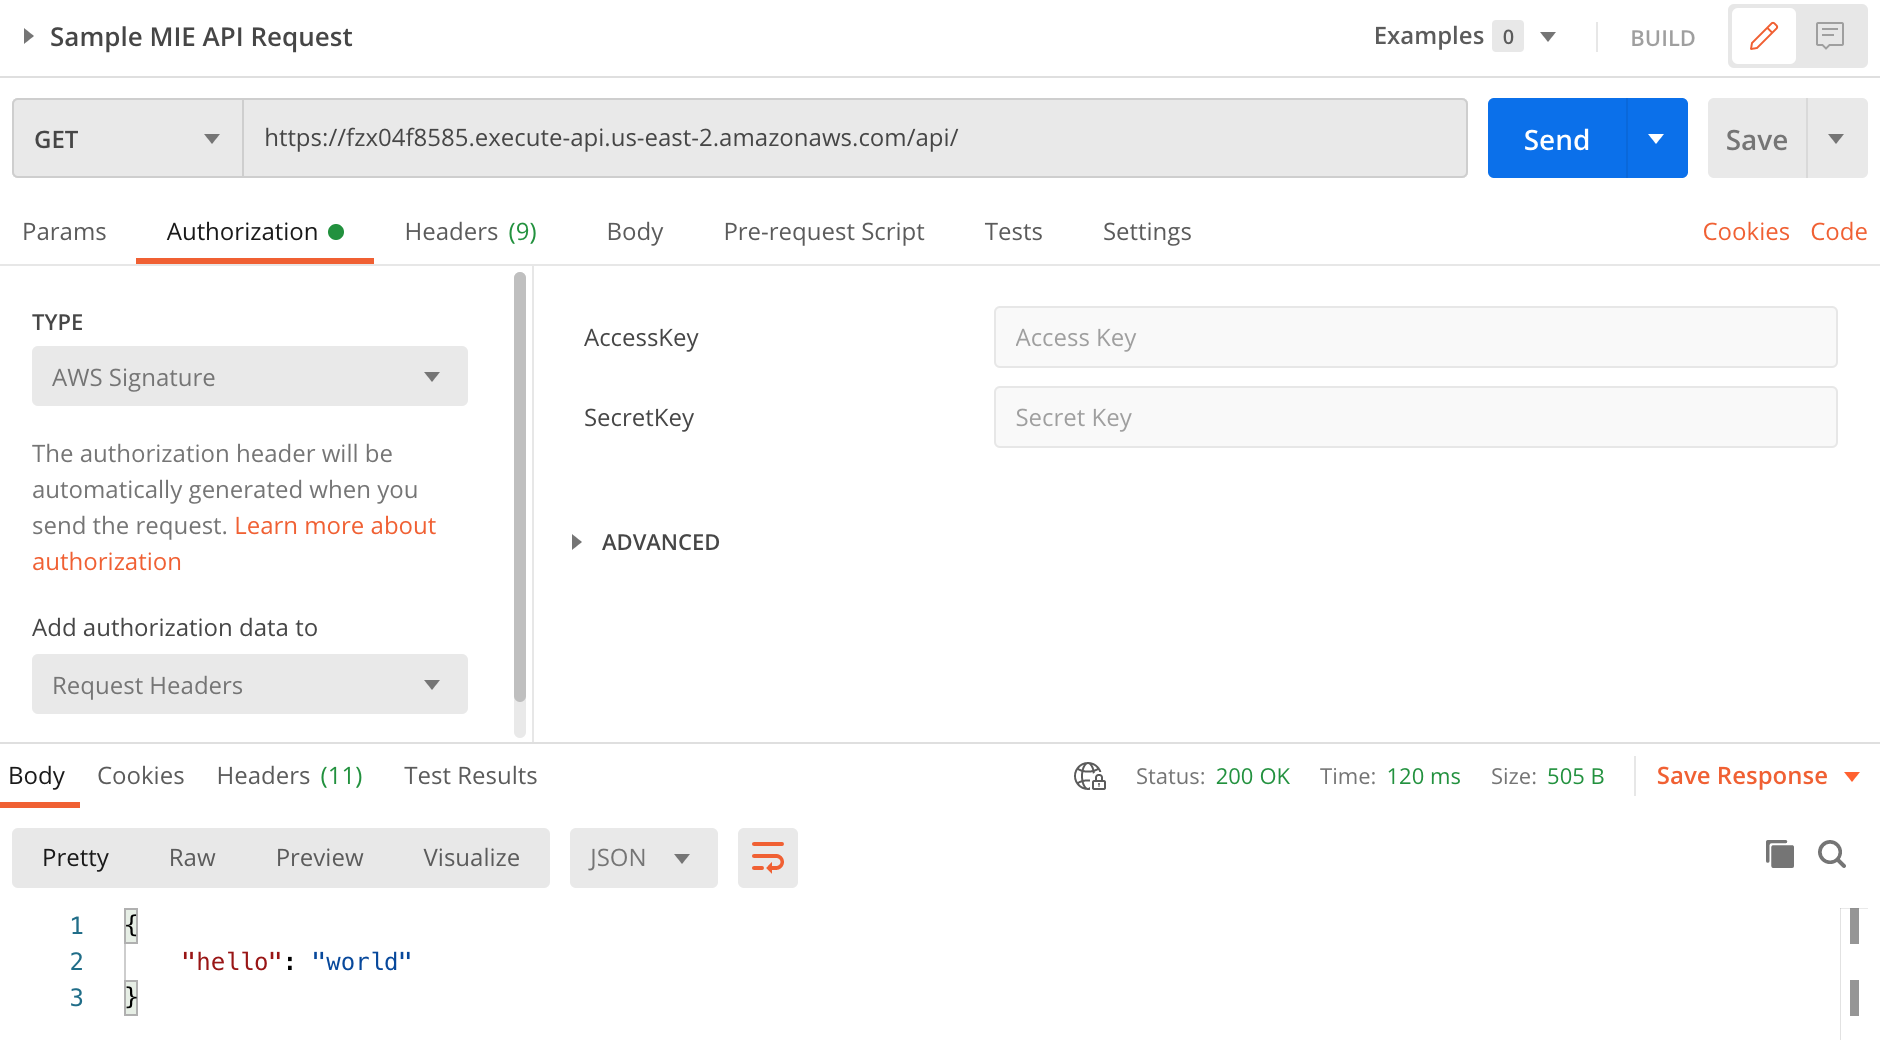 Sample MIE API Request
Examples 0
BUILD
GET
https://fzx04f8585.execute-api.us-east-2.amazonaws.com/api/
Send
Save
Params
Authorization
Headers (9)
Body
Pre-request Script
Tests
Settings
Cookies
Code
TYPE
AWS Signature
The authorization header will be
automatically generated when you
send the request. Learn more about
authorization
Add authorization data to
Request Headers
AccessKey
Access Key
SecretKey
Secret Key
ADVANCED
Body
Cookies
Headers (11)
Test Results
Status: 200 OK
Time: 120 ms
Size: 505 B
Save Response
Pretty
Raw
Preview
Visualize
JSON
1 {
2 "hello": "world"
3 }